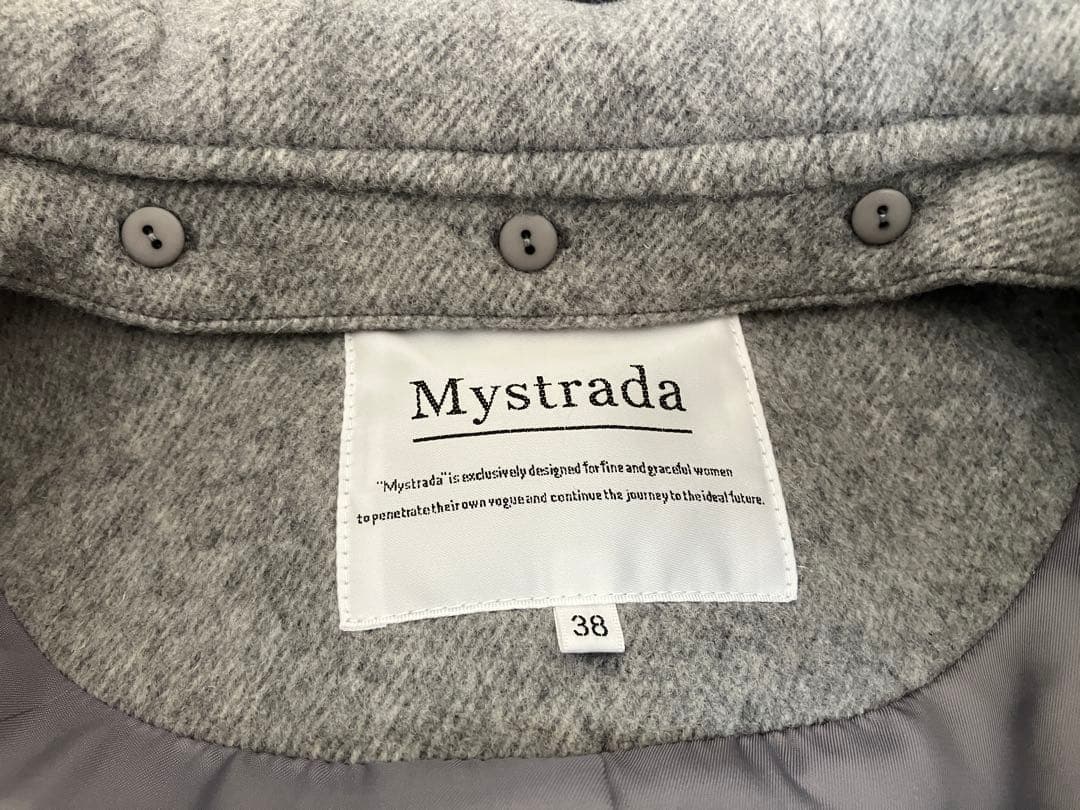 Mystrada
"Mystrada" is exclusively designed for fine and graceful women
to penetrate their own vogue and continue the journey to the ideal future.
38